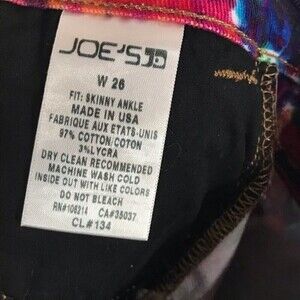 JOE'S JD
W 26
FIT: SKINNY ANKLE
MADE IN USA
FABRIQUE AUX ETATS-UNIS
97% COTTON/COTON
3%LYCRA
DRY CLEAN RECOMMENDED
MACHINE WASH COLD
INSIDE OUT WITH LIKE COLORS
DO NOT BLEACH
RN#106214 CA#35037
CL#134